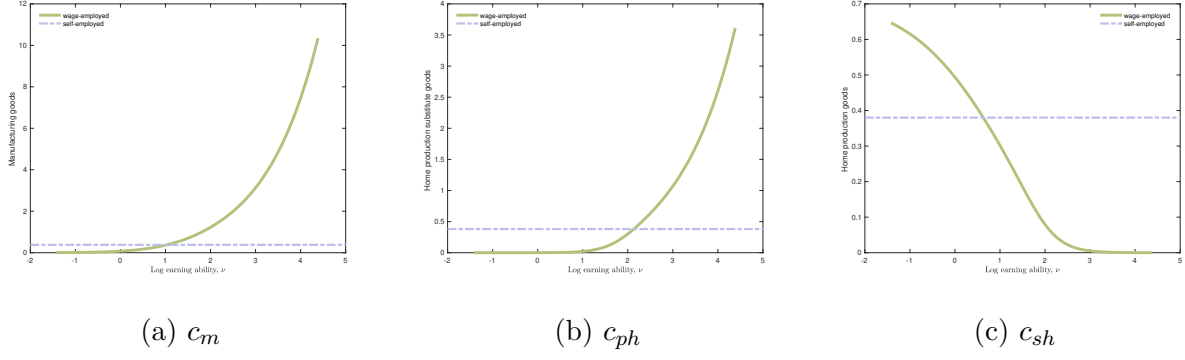 12
10
8
6
4
2
0
Manufacturing goods
wage-employed
self-employed
-2 -1 0 1 2 3 4 5
Log earning ability, ν
(a) c_m
4
3.5
3
2.5
2
1.5
1
0.5
0
Home production substitute goods
wage-employed
self-employed
-2 -1 0 1 2 3 4 5
Log earning ability, ν
(b) c_{ph}
0.7
0.6
0.5
0.4
0.3
0.2
0.1
0
Home production goods
wage-employed
self-employed
-2 -1 0 1 2 3 4 5
Log earning ability, ν
(c) c_{sh}